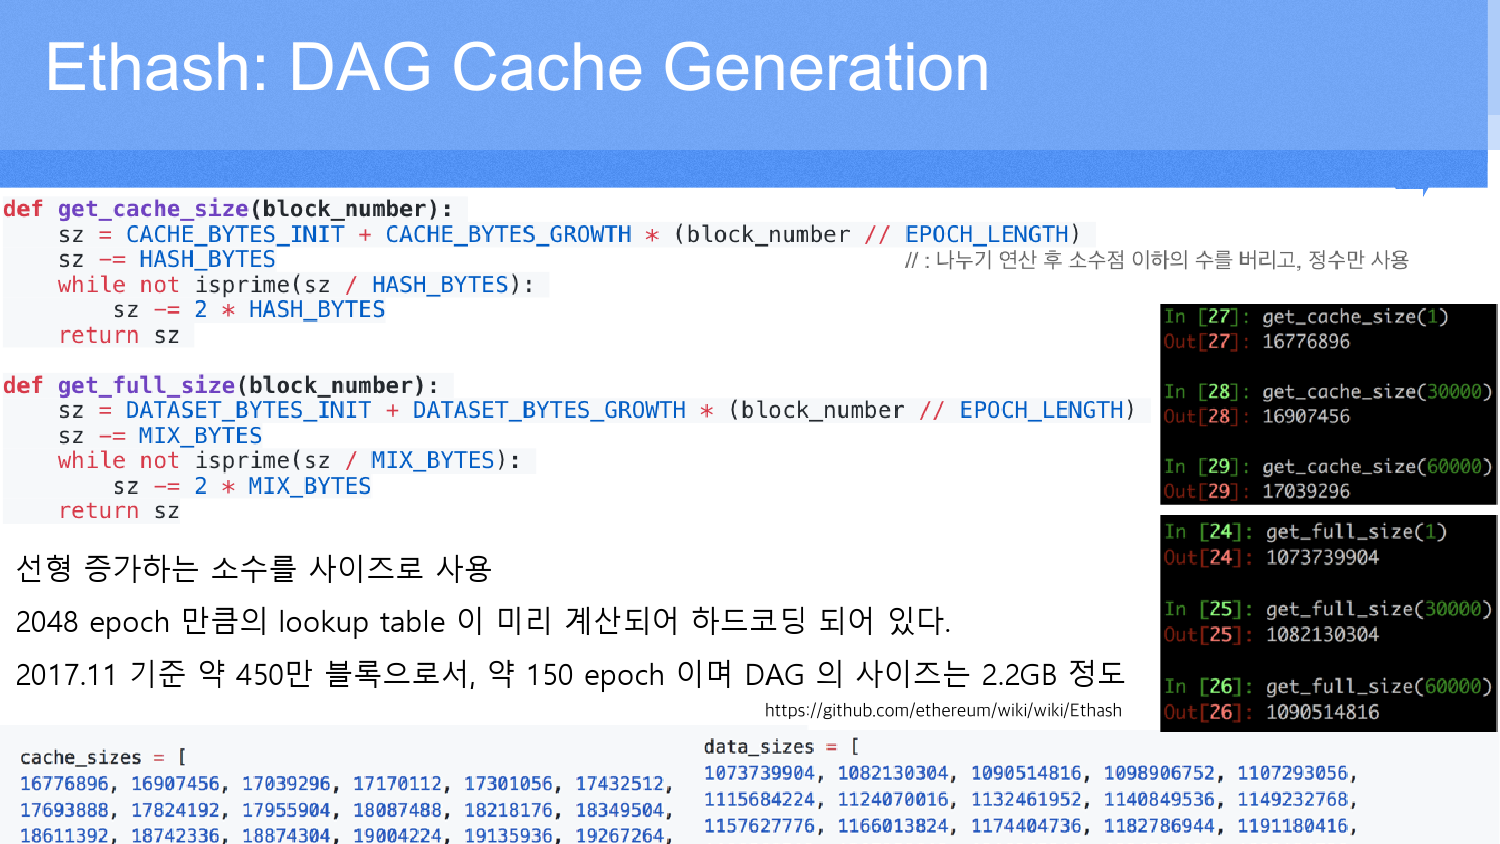 Ethash: DAG Cache Generation
def get_cache_size(block_number):
    sz = CACHE_BYTES_INIT + CACHE_BYTES_GROWTH * (block_number // EPOCH_LENGTH)
    sz -= HASH_BYTES
// : 나누기 연산 후 소수점 이하의 수를 버리고, 정수만 사용
    while not isprime(sz / HASH_BYTES):
        sz -= 2 * HASH_BYTES
    return sz
def get_full_size(block_number):
    sz = DATASET_BYTES_INIT + DATASET_BYTES_GROWTH * (block_number // EPOCH_LENGTH)
    sz -= MIX_BYTES
    while not isprime(sz / MIX_BYTES):
        sz -= 2 * MIX_BYTES
    return sz
In [27]: get_cache_size(1)
Out[27]: 16776896
In [28]: get_cache_size(30000)
Out[28]: 16907456
In [29]: get_cache_size(60000)
Out[29]: 17039296
In [24]: get_full_size(1)
Out[24]: 1073739904
In [25]: get_full_size(30000)
Out[25]: 1082130304
In [26]: get_full_size(60000)
Out[26]: 1090514816
선형 증가하는 소수를 사이즈로 사용
2048 epoch 만큼의 lookup table 이 미리 계산되어 하드코딩 되어 있다.
2017.11 기준 약 450만 블록으로서, 약 150 epoch 이며 DAG 의 사이즈는 2.2GB 정도
https://github.com/ethereum/wiki/wiki/Ethash
cache_sizes = [
16776896, 16907456, 17039296, 17170112, 17301056, 17432512,
17693888, 17824192, 17955904, 18087488, 18218176, 18349504,
18611392, 18742336, 18874304, 19004224, 19135936, 19267264,
data_sizes = [
1073739904, 1082130304, 1090514816, 1098906752, 1107293056,
1115684224, 1124070016, 1132461952, 1140849536, 1149232768,
1157627776, 1166013824, 1174404736, 1182786944, 1191180416,